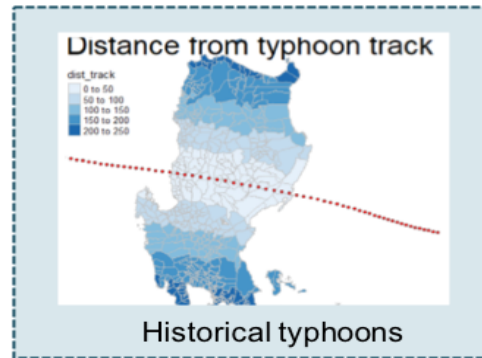 Distance from typhoon track
dist_track
0 to 50
50 to 100
100 to 150
150 to 200
200 to 250
Historical typhoons